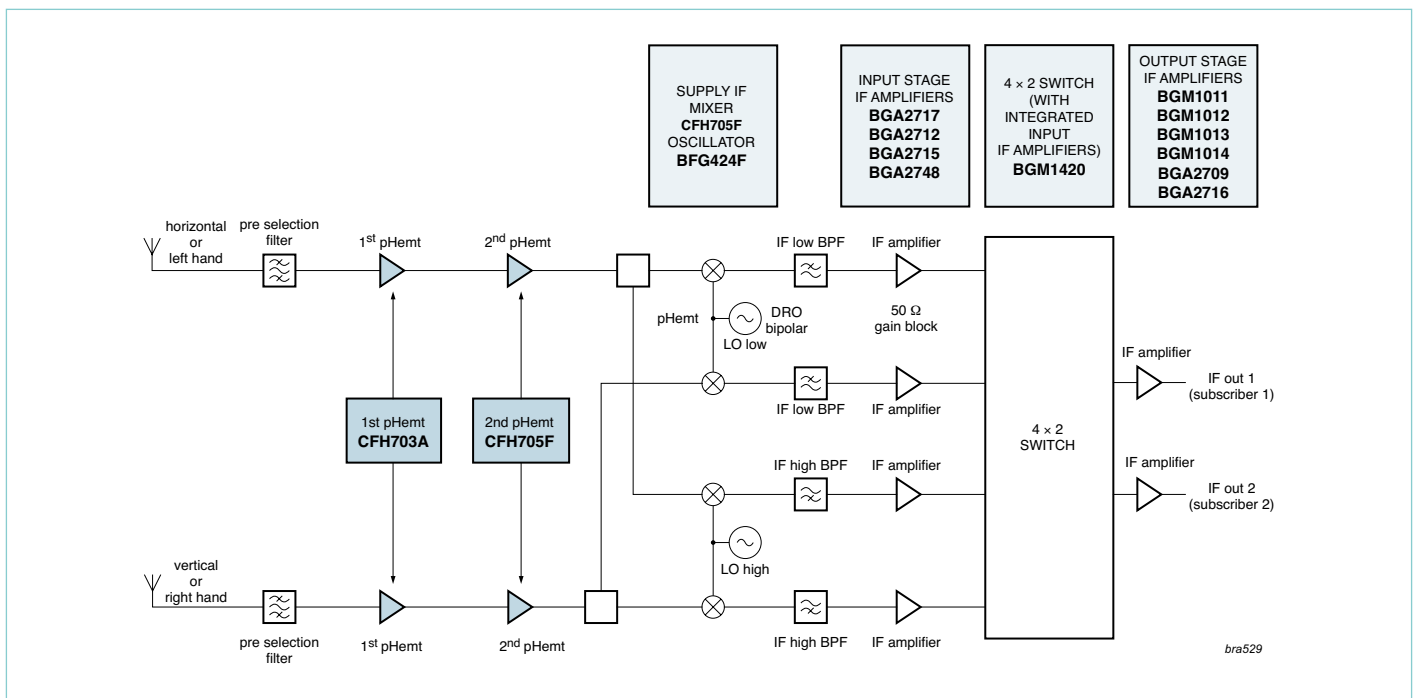 SUPPLY IF
MIXER
CFH705F
OSCILLATOR
BFG424F
INPUT STAGE
IF AMPLIFIERS
BGA2717
BGA2712
BGA2715
BGA2748
4 × 2 SWITCH
(WITH
INTEGRATED
INPUT
IF AMPLIFIERS)
BGM1420
OUTPUT STAGE
IF AMPLIFIERS
BGM1011
BGM1012
BGM1013
BGM1014
BGA2709
BGA2716
horizontal
or
left hand
pre selection
filter
1st pHemt
2nd pHemt
IF low BPF
IF amplifier
pHemt
DRO
bipolar
LO low
50 Ω
gain block
IF low BPF
IF amplifier
1st pHemt
CFH703A
2nd pHemt
CFH705F
4 × 2
SWITCH
IF amplifier
IF out 1
(subscriber 1)
IF high BPF
IF amplifier
IF amplifier
IF out 2
(subscriber 2)
LO high
vertical
or
right hand
pre selection
filter
1st pHemt
2nd pHemt
IF high BPF
IF amplifier
bra529